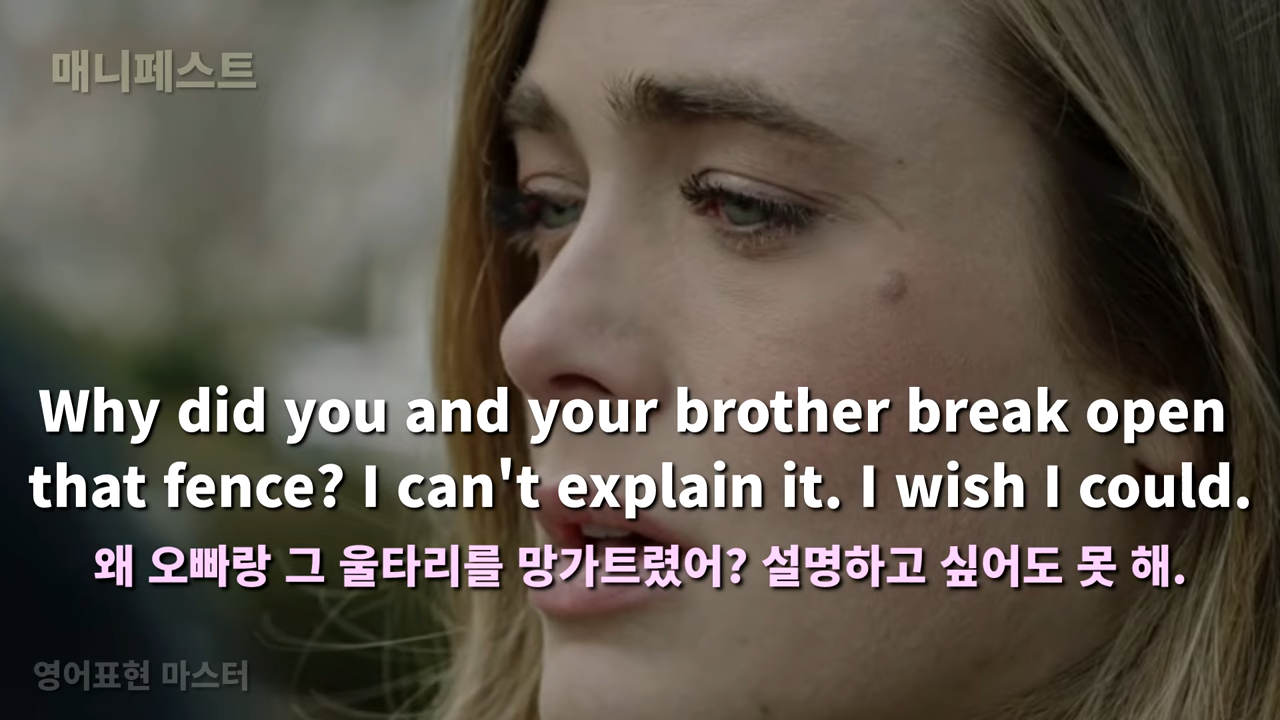 매니페스트
Why did you and your brother break open
that fence? I can't explain it. I wish I could.
왜 오빠랑 그 울타리를 망가트렸어? 설명하고 싶어도 못 해.
영어표현 마스터